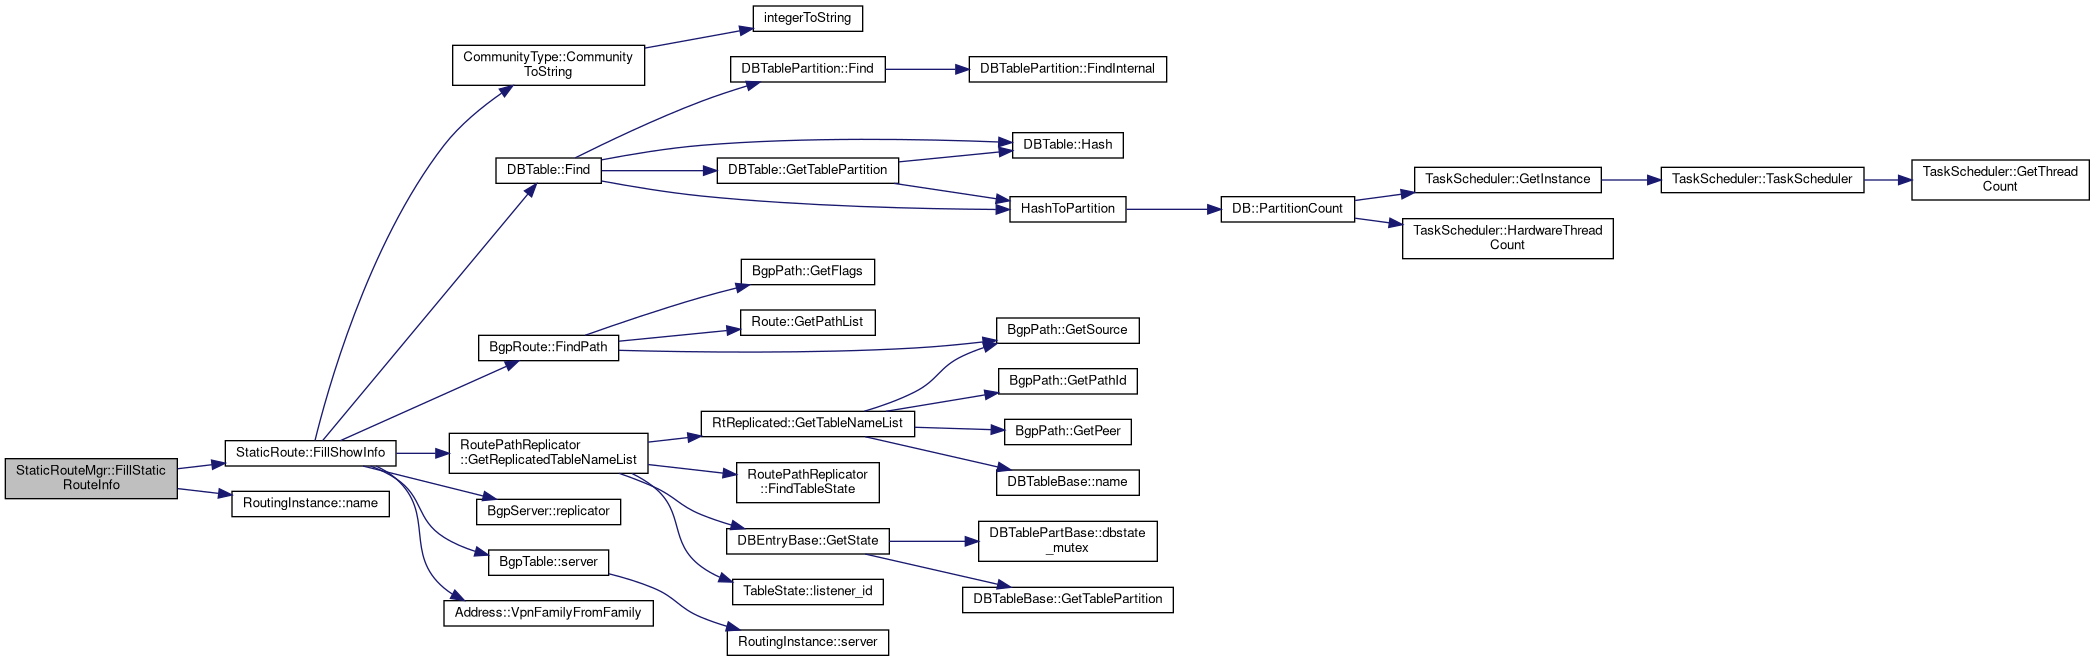 integerToString
CommunityType::Community
ToString
DBTablePartition::Find
DBTablePartition::FindInternal
DBTable::Hash
DBTable::Find
DBTable::GetTablePartition
HashToPartition
DB::PartitionCount
TaskScheduler::GetInstance
TaskScheduler::TaskScheduler
TaskScheduler::GetThread
Count
TaskScheduler::HardwareThread
Count
BgpPath::GetFlags
Route::GetPathList
BgpRoute::FindPath
BgpPath::GetSource
BgpPath::GetPathId
RtReplicated::GetTableNameList
BgpPath::GetPeer
DBTableBase::name
StaticRouteMgr::FillStatic
RouteInfo
StaticRoute::FillShowInfo
RoutingInstance::name
RoutePathReplicator
::GetReplicatedTableNameList
RoutePathReplicator
::FindTableState
BgpServer::replicator
DBEntryBase::GetState
DBTablePartBase::dbstate
_mutex
BgpTable::server
TableState::listener_id
DBTableBase::GetTablePartition
Address::VpnFamilyFromFamily
RoutingInstance::server